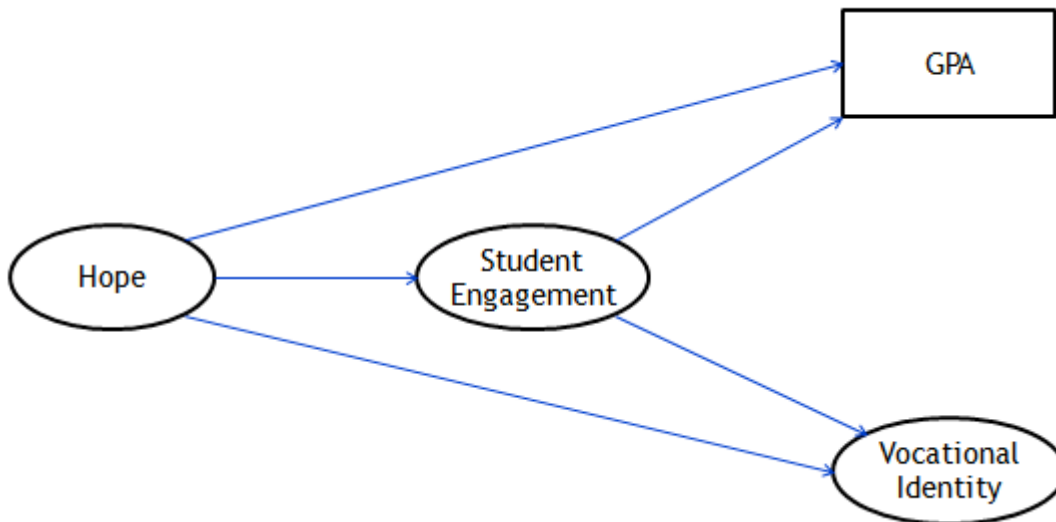 GPA
Hope
Student
Engagement
Vocational
Identity